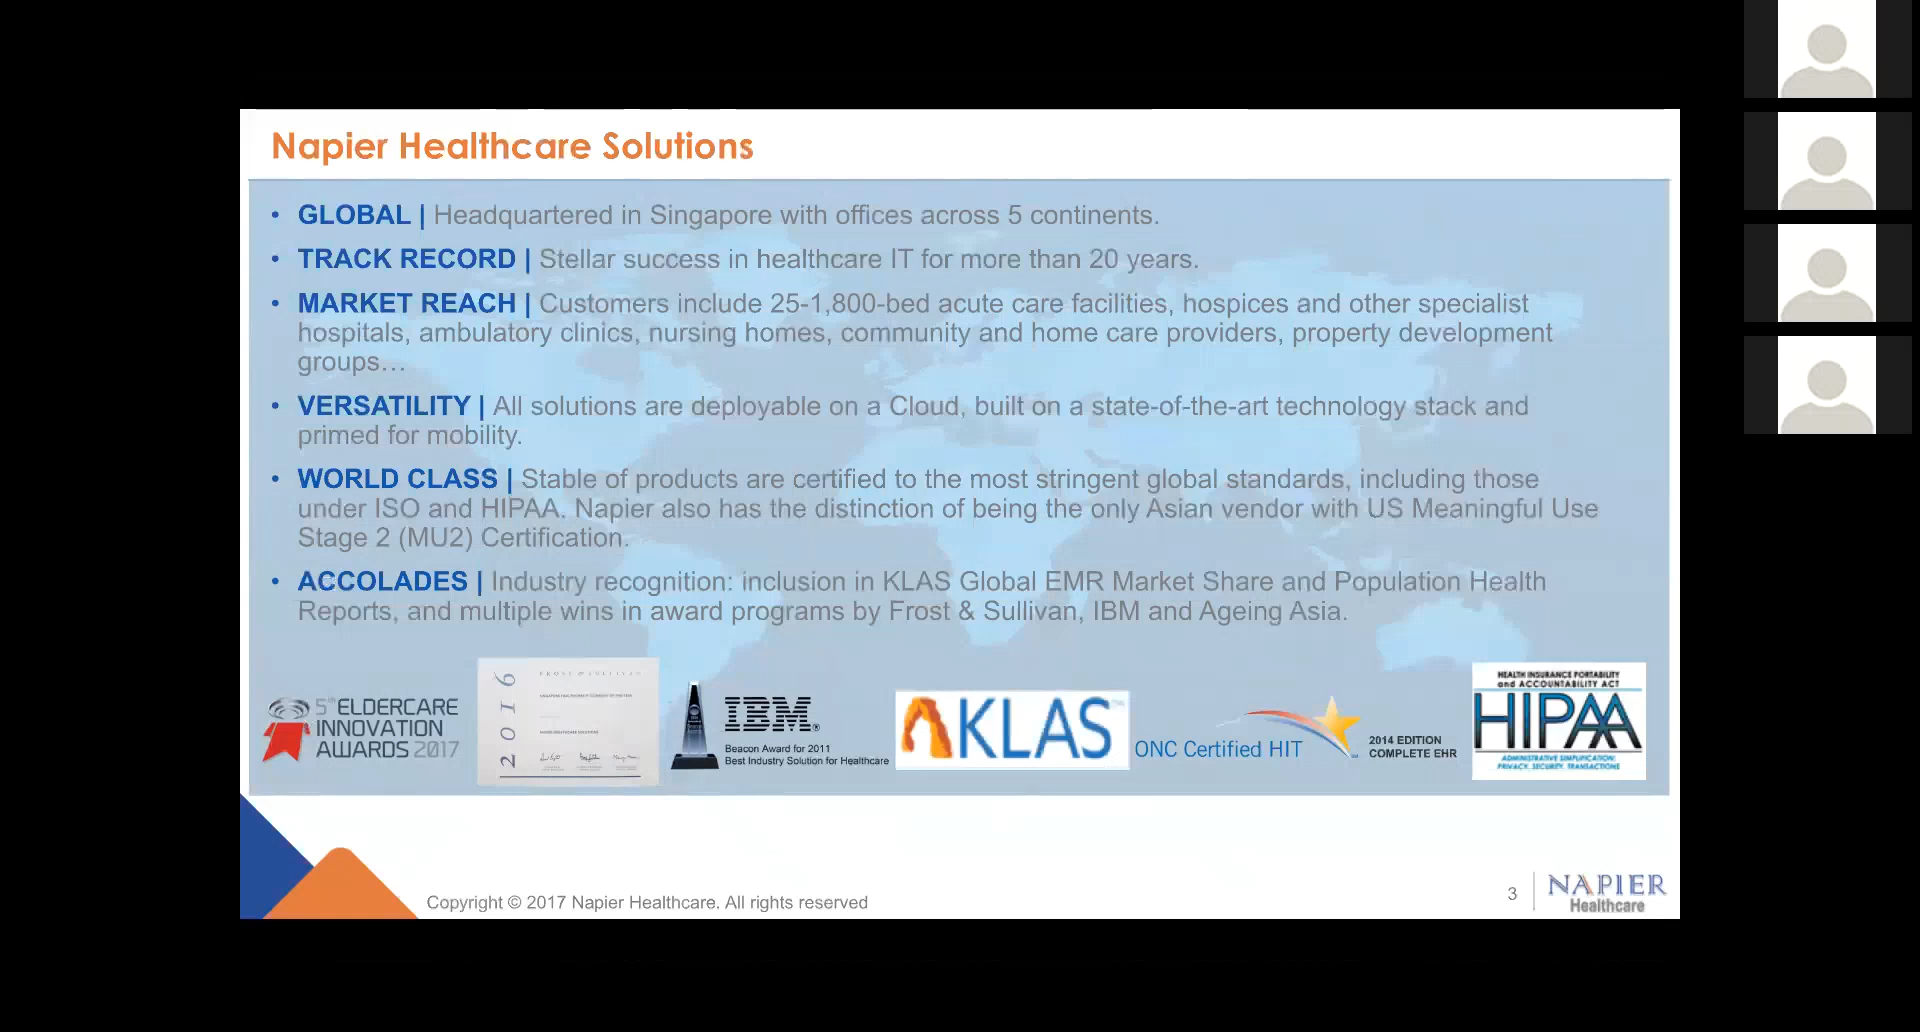 Napier Healthcare Solutions
• GLOBAL | Headquartered in Singapore with offices across 5 continents.
• TRACK RECORD | Stellar success in healthcare IT for more than 20 years.
• MARKET REACH | Customers include 25-1,800-bed acute care facilities, hospices and other specialist
hospitals, ambulatory clinics, nursing homes, community and home care providers, property development
groups…
• VERSATILITY | All solutions are deployable on a Cloud, built on a state-of-the-art technology stack and
primed for mobility.
• WORLD CLASS | Stable of products are certified to the most stringent global standards, including those
under ISO and HIPAA. Napier also has the distinction of being the only Asian vendor with US Meaningful Use
Stage 2 (MU2) Certification.
• ACCOLADES | Industry recognition: inclusion in KLAS Global EMR Market Share and Population Health
Reports, and multiple wins in award programs by Frost & Sullivan, IBM and Ageing Asia.
5th ELDERCARE
INNOVATION
AWARDS 2017
2016
FROST & SULLIVAN
IBM®
Beacon Award for 2011
Best Industry Solution for Healthcare
KLAS™
ONC Certified HIT
2014 EDITION
COMPLETE EHR
HEALTH INSURANCE PORTABILITY
and ACCOUNTABILITY ACT
HIPAA
ADMINISTRATIVE SIMPLIFICATION:
PRIVACY, SECURITY, TRANSACTIONS
Copyright © 2017 Napier Healthcare. All rights reserved
3
NAPIER
Healthcare